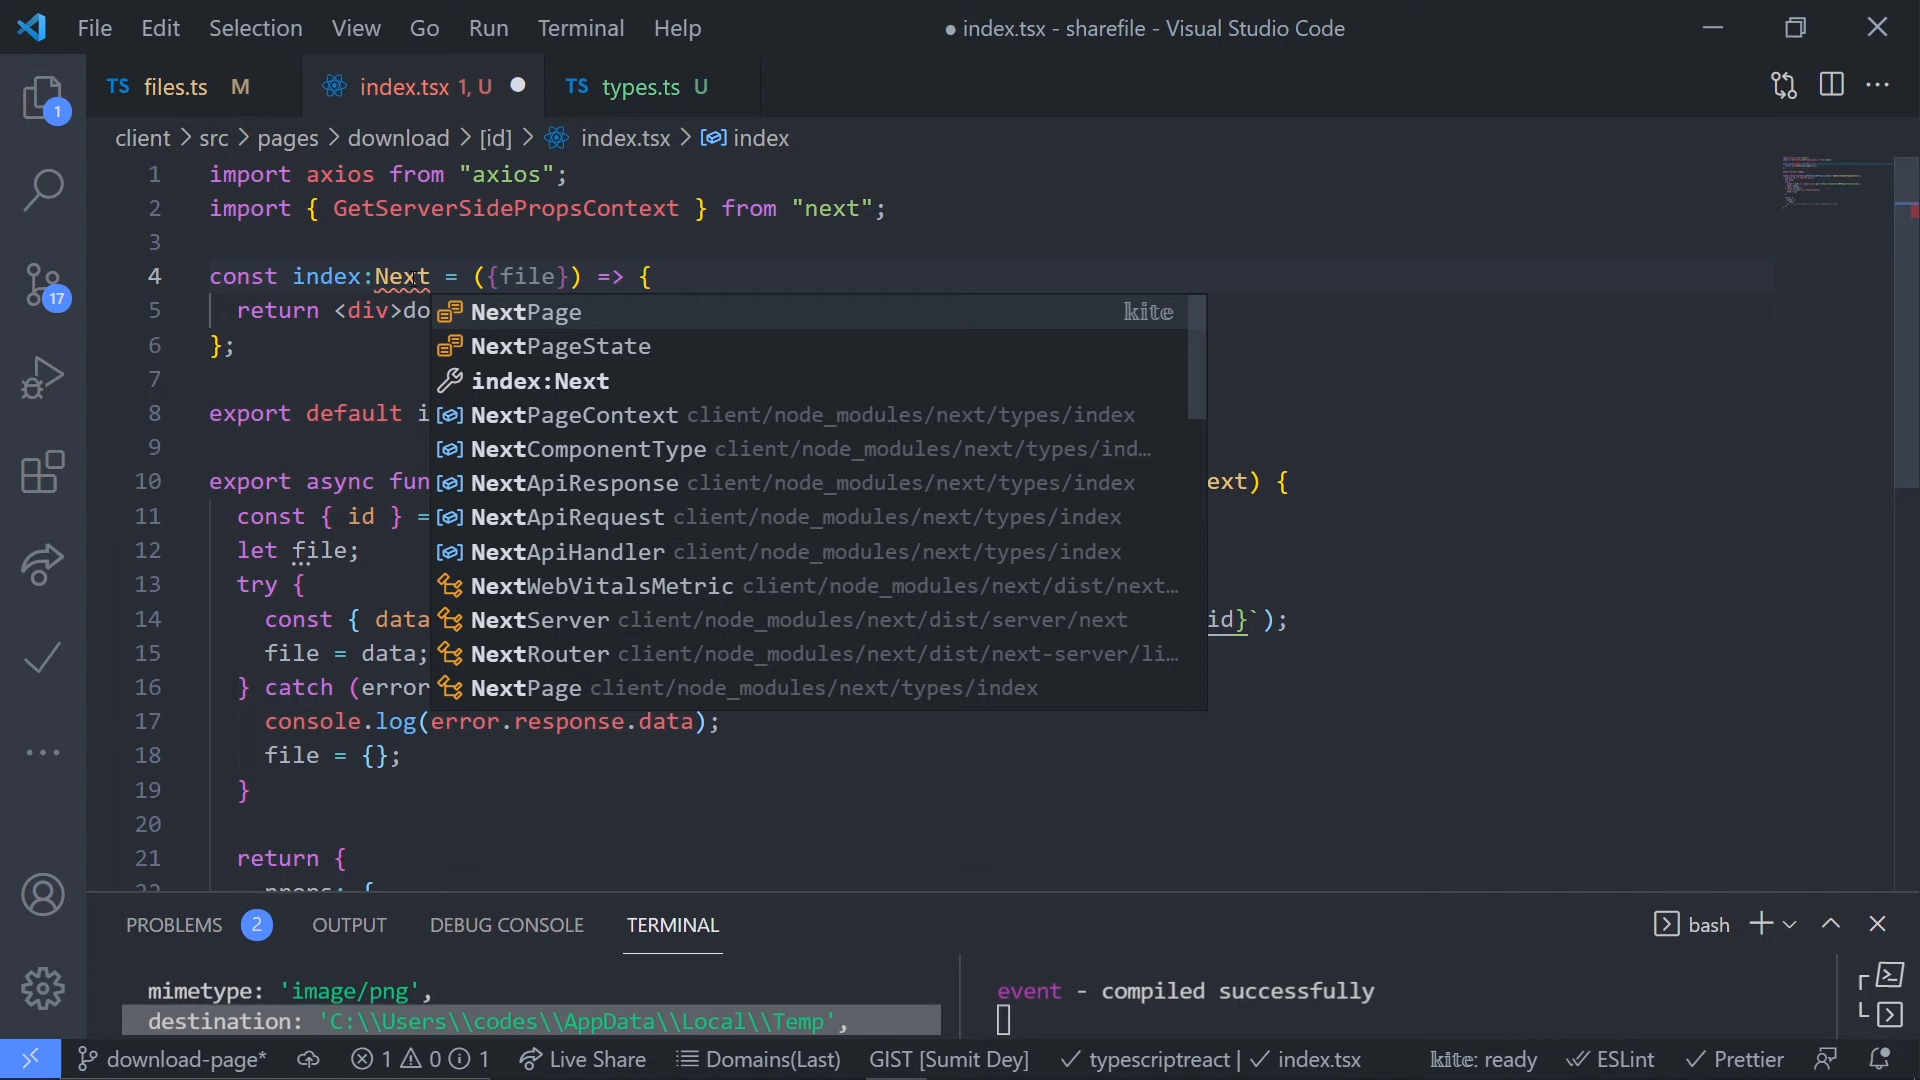 File Edit Selection View Go Run Terminal Help
● index.tsx - sharefile - Visual Studio Code
TS files.ts M
index.tsx 1, U ●
TS types.ts U
1
client > src > pages > download > [id] > index.tsx > index
1 import axios from "axios";
2 import { GetServerSidePropsContext } from "next";
3
4 const index:Next = ({file}) => {
5 return <div>do
6 };
7
8 export default i
9
10 export async fun ext) {
11 const { id } =
12 let file;
13 try {
14 const { data id}`);
15 file = data;
16 } catch (error
17 console.log(error.response.data);
18 file = {};
19 }
20
21 return {
22 props: {
NextPage kite
NextPageState
index:Next
NextPageContext client/node_modules/next/types/index
NextComponentType client/node_modules/next/types/ind…
NextApiResponse client/node_modules/next/types/index
NextApiRequest client/node_modules/next/types/index
NextApiHandler client/node_modules/next/types/index
NextWebVitalsMetric client/node_modules/next/dist/next…
NextServer client/node_modules/next/dist/server/next
NextRouter client/node_modules/next/dist/next-server/li…
NextPage client/node_modules/next/types/index
17
PROBLEMS 2 OUTPUT DEBUG CONSOLE TERMINAL
bash
mimetype: 'image/png',
destination: 'C:\\Users\\codes\\AppData\\Local\\Temp',
event - compiled successfully
download-page* 1 0 1 Live Share Domains(Last) GIST [Sumit Dey] typescriptreact | index.tsx kite: ready ESLint Prettier